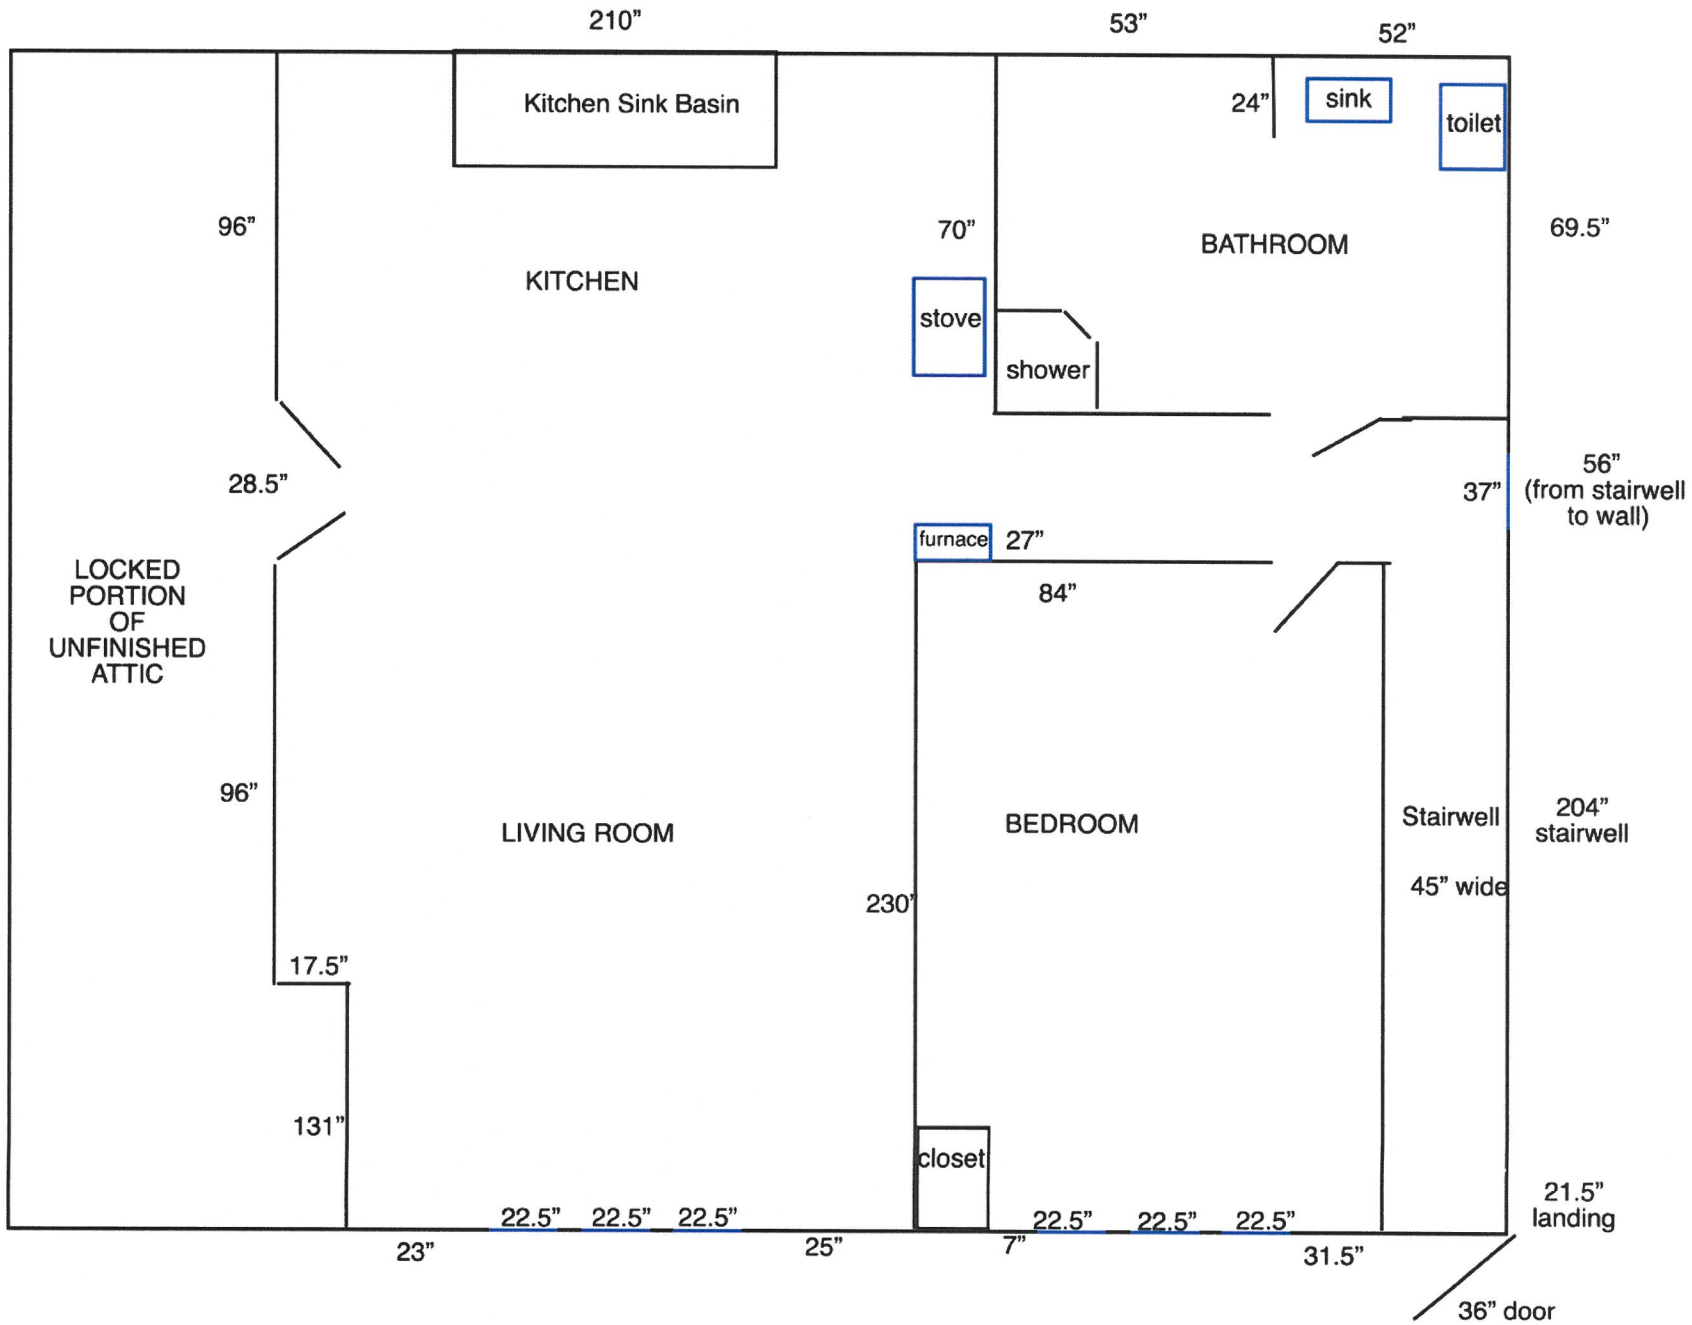 210”
53”
52”
Kitchen Sink Basin
24”
sink
toilet
96”
70”
69.5”
BATHROOM
KITCHEN
stove
shower
28.5”
37”
56”
(from stairwell
to wall)
furnace
27”
84”
LOCKED
PORTION
OF
UNFINISHED
ATTIC
96”
LIVING ROOM
BEDROOM
Stairwell
204”
stairwell
45” wide
230”
17.5”
131”
closet
21.5”
landing
22.5”
22.5”
22.5”
22.5”
22.5”
22.5”
23”
25”
7”
31.5”
36” door